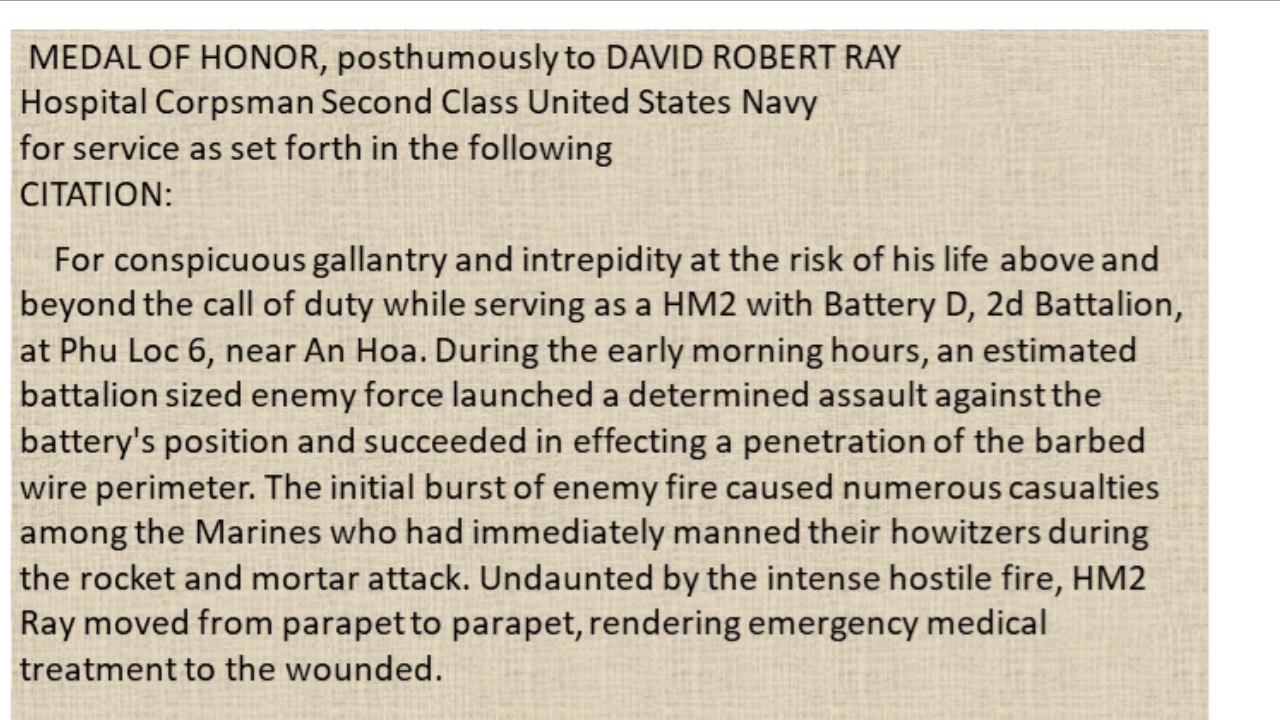 MEDAL OF HONOR, posthumously to DAVID ROBERT RAY
Hospital Corpsman Second Class United States Navy
for service as set forth in the following
CITATION:
For conspicuous gallantry and intrepidity at the risk of his life above and
beyond the call of duty while serving as a HM2 with Battery D, 2d Battalion,
at Phu Loc 6, near An Hoa. During the early morning hours, an estimated
battalion sized enemy force launched a determined assault against the
battery's position and succeeded in effecting a penetration of the barbed
wire perimeter. The initial burst of enemy fire caused numerous casualties
among the Marines who had immediately manned their howitzers during
the rocket and mortar attack. Undaunted by the intense hostile fire, HM2
Ray moved from parapet to parapet, rendering emergency medical
treatment to the wounded.